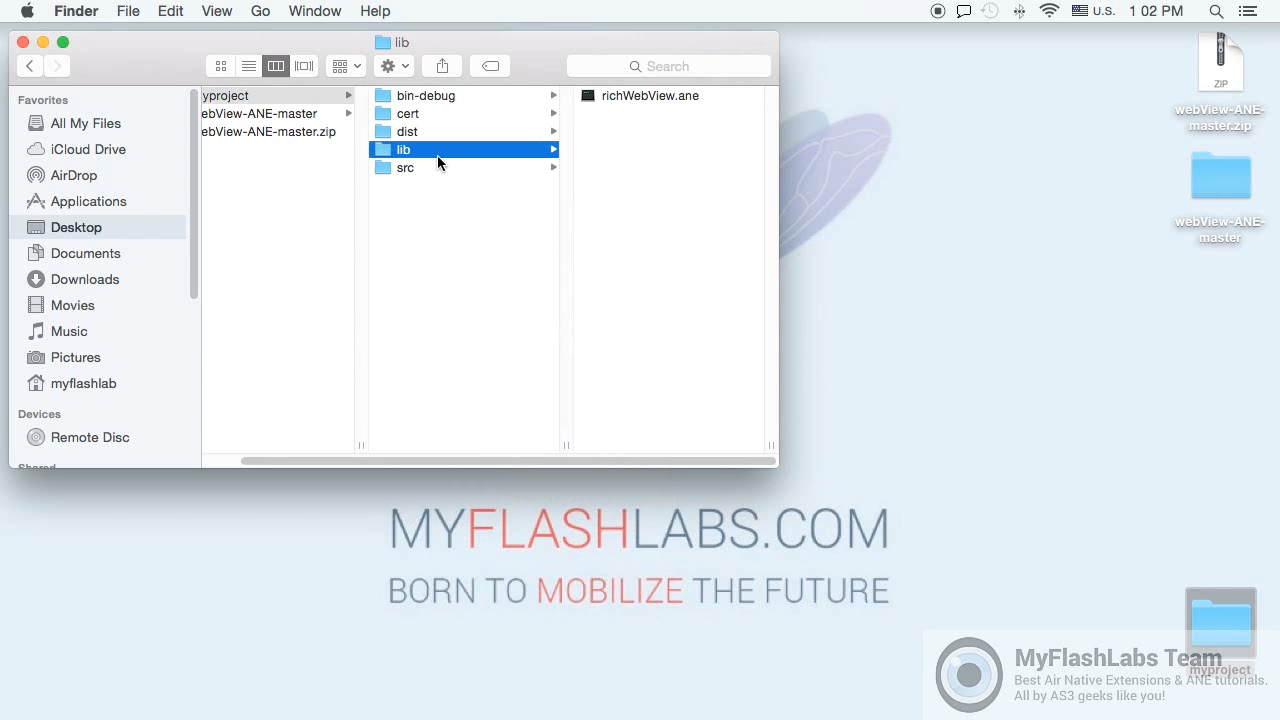 Finder File Edit View Go Window Help
U.S. 1 02 PM
lib
Search
Favorites
All My Files
iCloud Drive
AirDrop
Applications
Desktop
Documents
Downloads
Movies
Music
Pictures
myflashlab
Devices
Remote Disc
Shared
yproject
ebView-ANE-master
ebView-ANE-master.zip
bin-debug
cert
dist
lib
src
richWebView.ane
ZIP
webView-ANE-
master.zip
webView-ANE-
master
MYFLASHLABS.COM
BORN TO MOBILIZE THE FUTURE
myproject
MyFlashLabs Team
Best Air Native Extensions & ANE tutorials.
All by AS3 geeks like you!